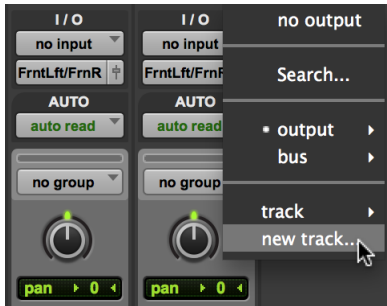 I / O
no input
FrntLft/FrnR
AUTO
auto read
no group
pan 0
I / O
no input
FrntLft/FrnR
AUTO
auto read
no group
pan 0
no output
Search...
output
bus
track
new track...